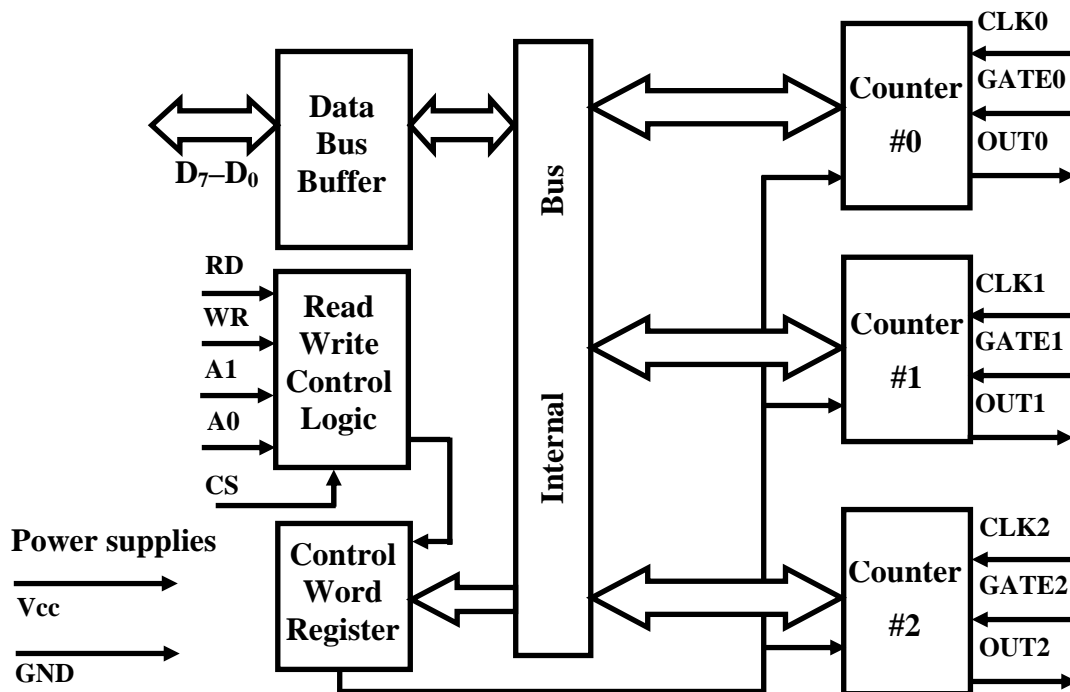 Data
Bus
Buffer
D₇–D₀
RD
WR
A1
A0
CS
Read
Write
Control
Logic
Control
Word
Register
Power supplies
Vcc
GND
Internal Bus
Counter
#0
CLK0
GATE0
OUT0
Counter
#1
CLK1
GATE1
OUT1
Counter
#2
CLK2
GATE2
OUT2